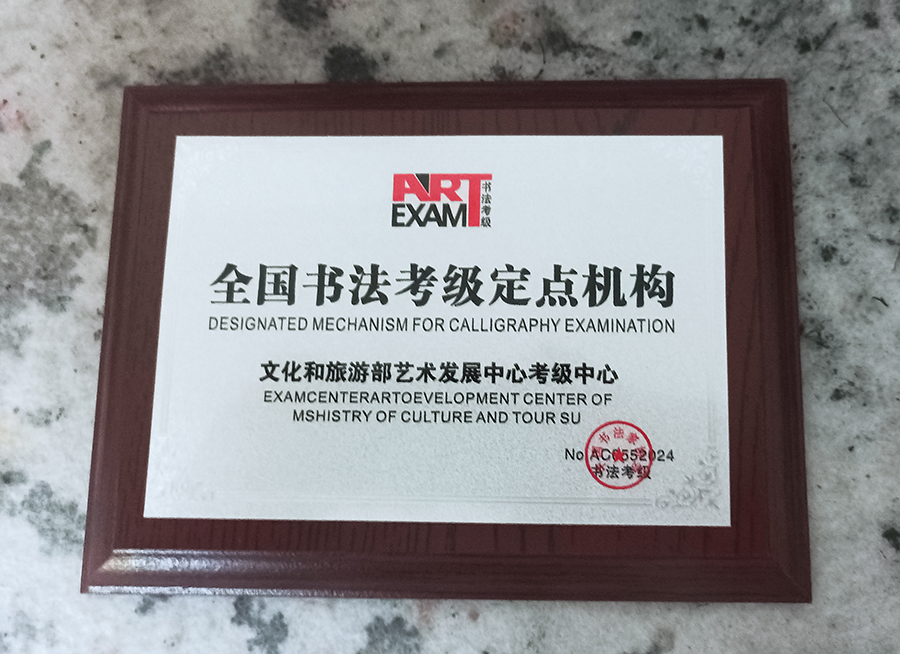 ART
EXAM
书法考级
全国书法考级定点机构
DESIGNATED MECHANISM FOR CALLIGRAPHY EXAMINATION
文化和旅游部艺术发展中心考级中心
EXAMCENTERARTOEVELOPMENT CENTER OF
MSHISTRY OF CULTURE AND TOUR SU
No AC0552024
书法考级